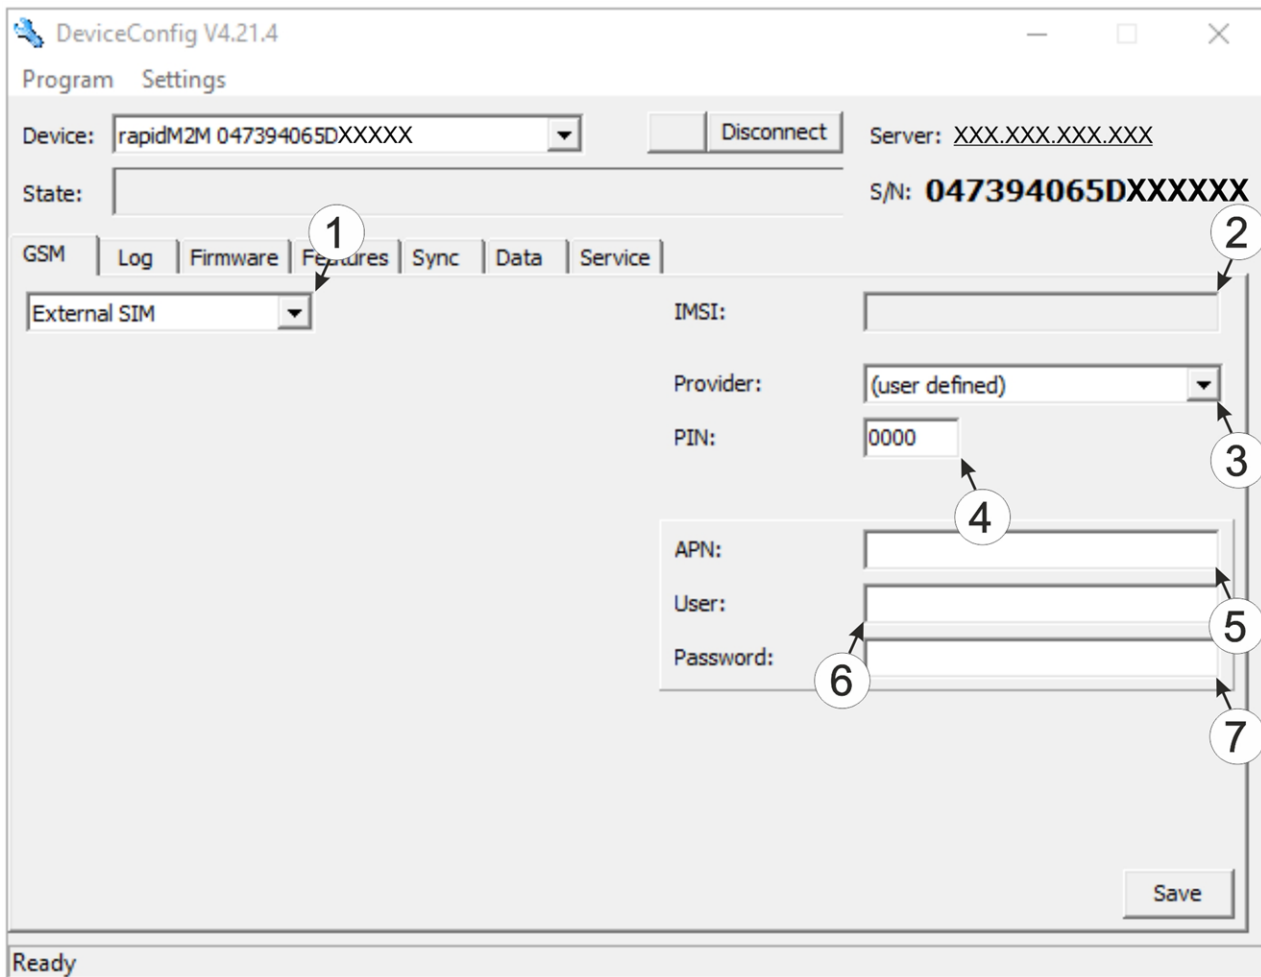 DeviceConfig V4.21.4
Program Settings
Device: rapidM2M 047394065DXXXXX Disconnect Server: XXX.XXX.XXX.XXX
State: S/N: 047394065DXXXXXX
1 2
GSM Log Firmware Features Sync Data Service
External SIM IMSI:
Provider: (user defined)
PIN: 0000
3
4
APN:
User:
5
Password:
6
7
Save
Ready